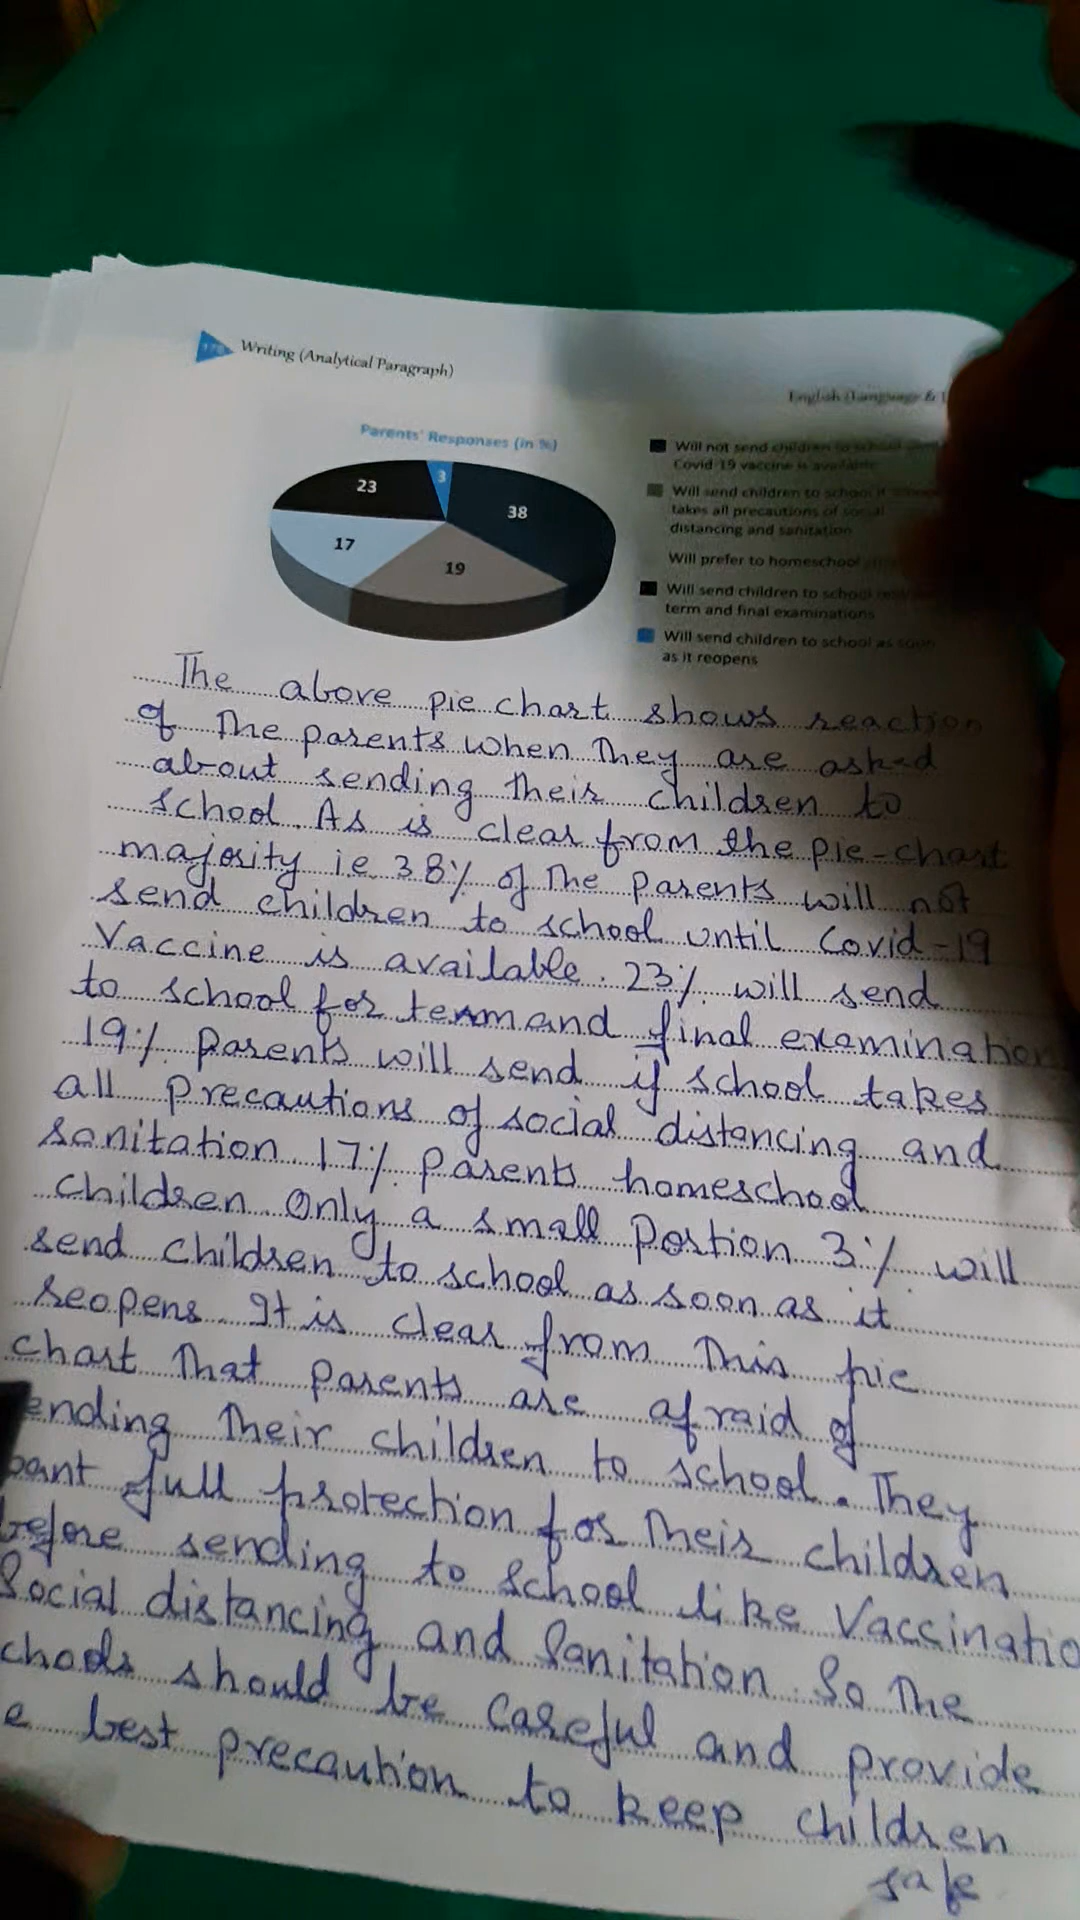 178 Writing (Analytical Paragraph)
English (Language &
Parents' Responses (in %)
23
3
38
17
19
Will not send children to school until
Covid-19 vaccine is available
Will send children to school if
takes all precautions of social
distancing and sanitation
Will prefer to homeschool
Will send children to school
term and final examinations
Will send children to school as soon
as it reopens
The above pie chart shows reaction
of The parents when They are asked
about sending their children to
school. As is clear from the pie-chart
majority ie 38% of The parents will not
send children to school until Covid-19
Vaccine is available. 23% will send
to school for term and final examination
19% parents will send if school takes
all precautions of social distancing and
sanitation. 17% parents homeschool
children. Only a small portion 3% will
send children to school as soon as it
reopens. It is clear from This pie
chart That parents are afraid of
ending Their children to school. They
want full protection for Their children
before sending to school like Vaccinatio
Social distancing and Sanitation. So The
chools should be careful and provide
e best precaution to keep children
safe